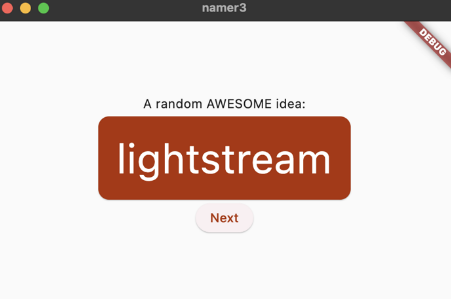 namer3
DEBUG
A random AWESOME idea:
lightstream
Next